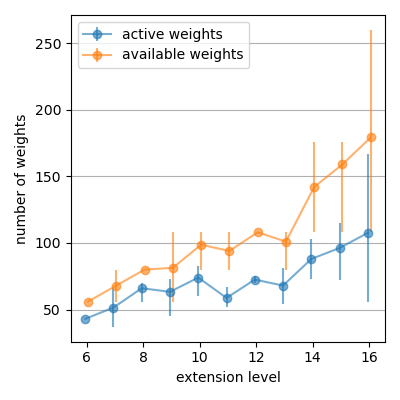 active weights
available weights
250
200
150
100
50
number of weights
6 8 10 12 14 16
extension level